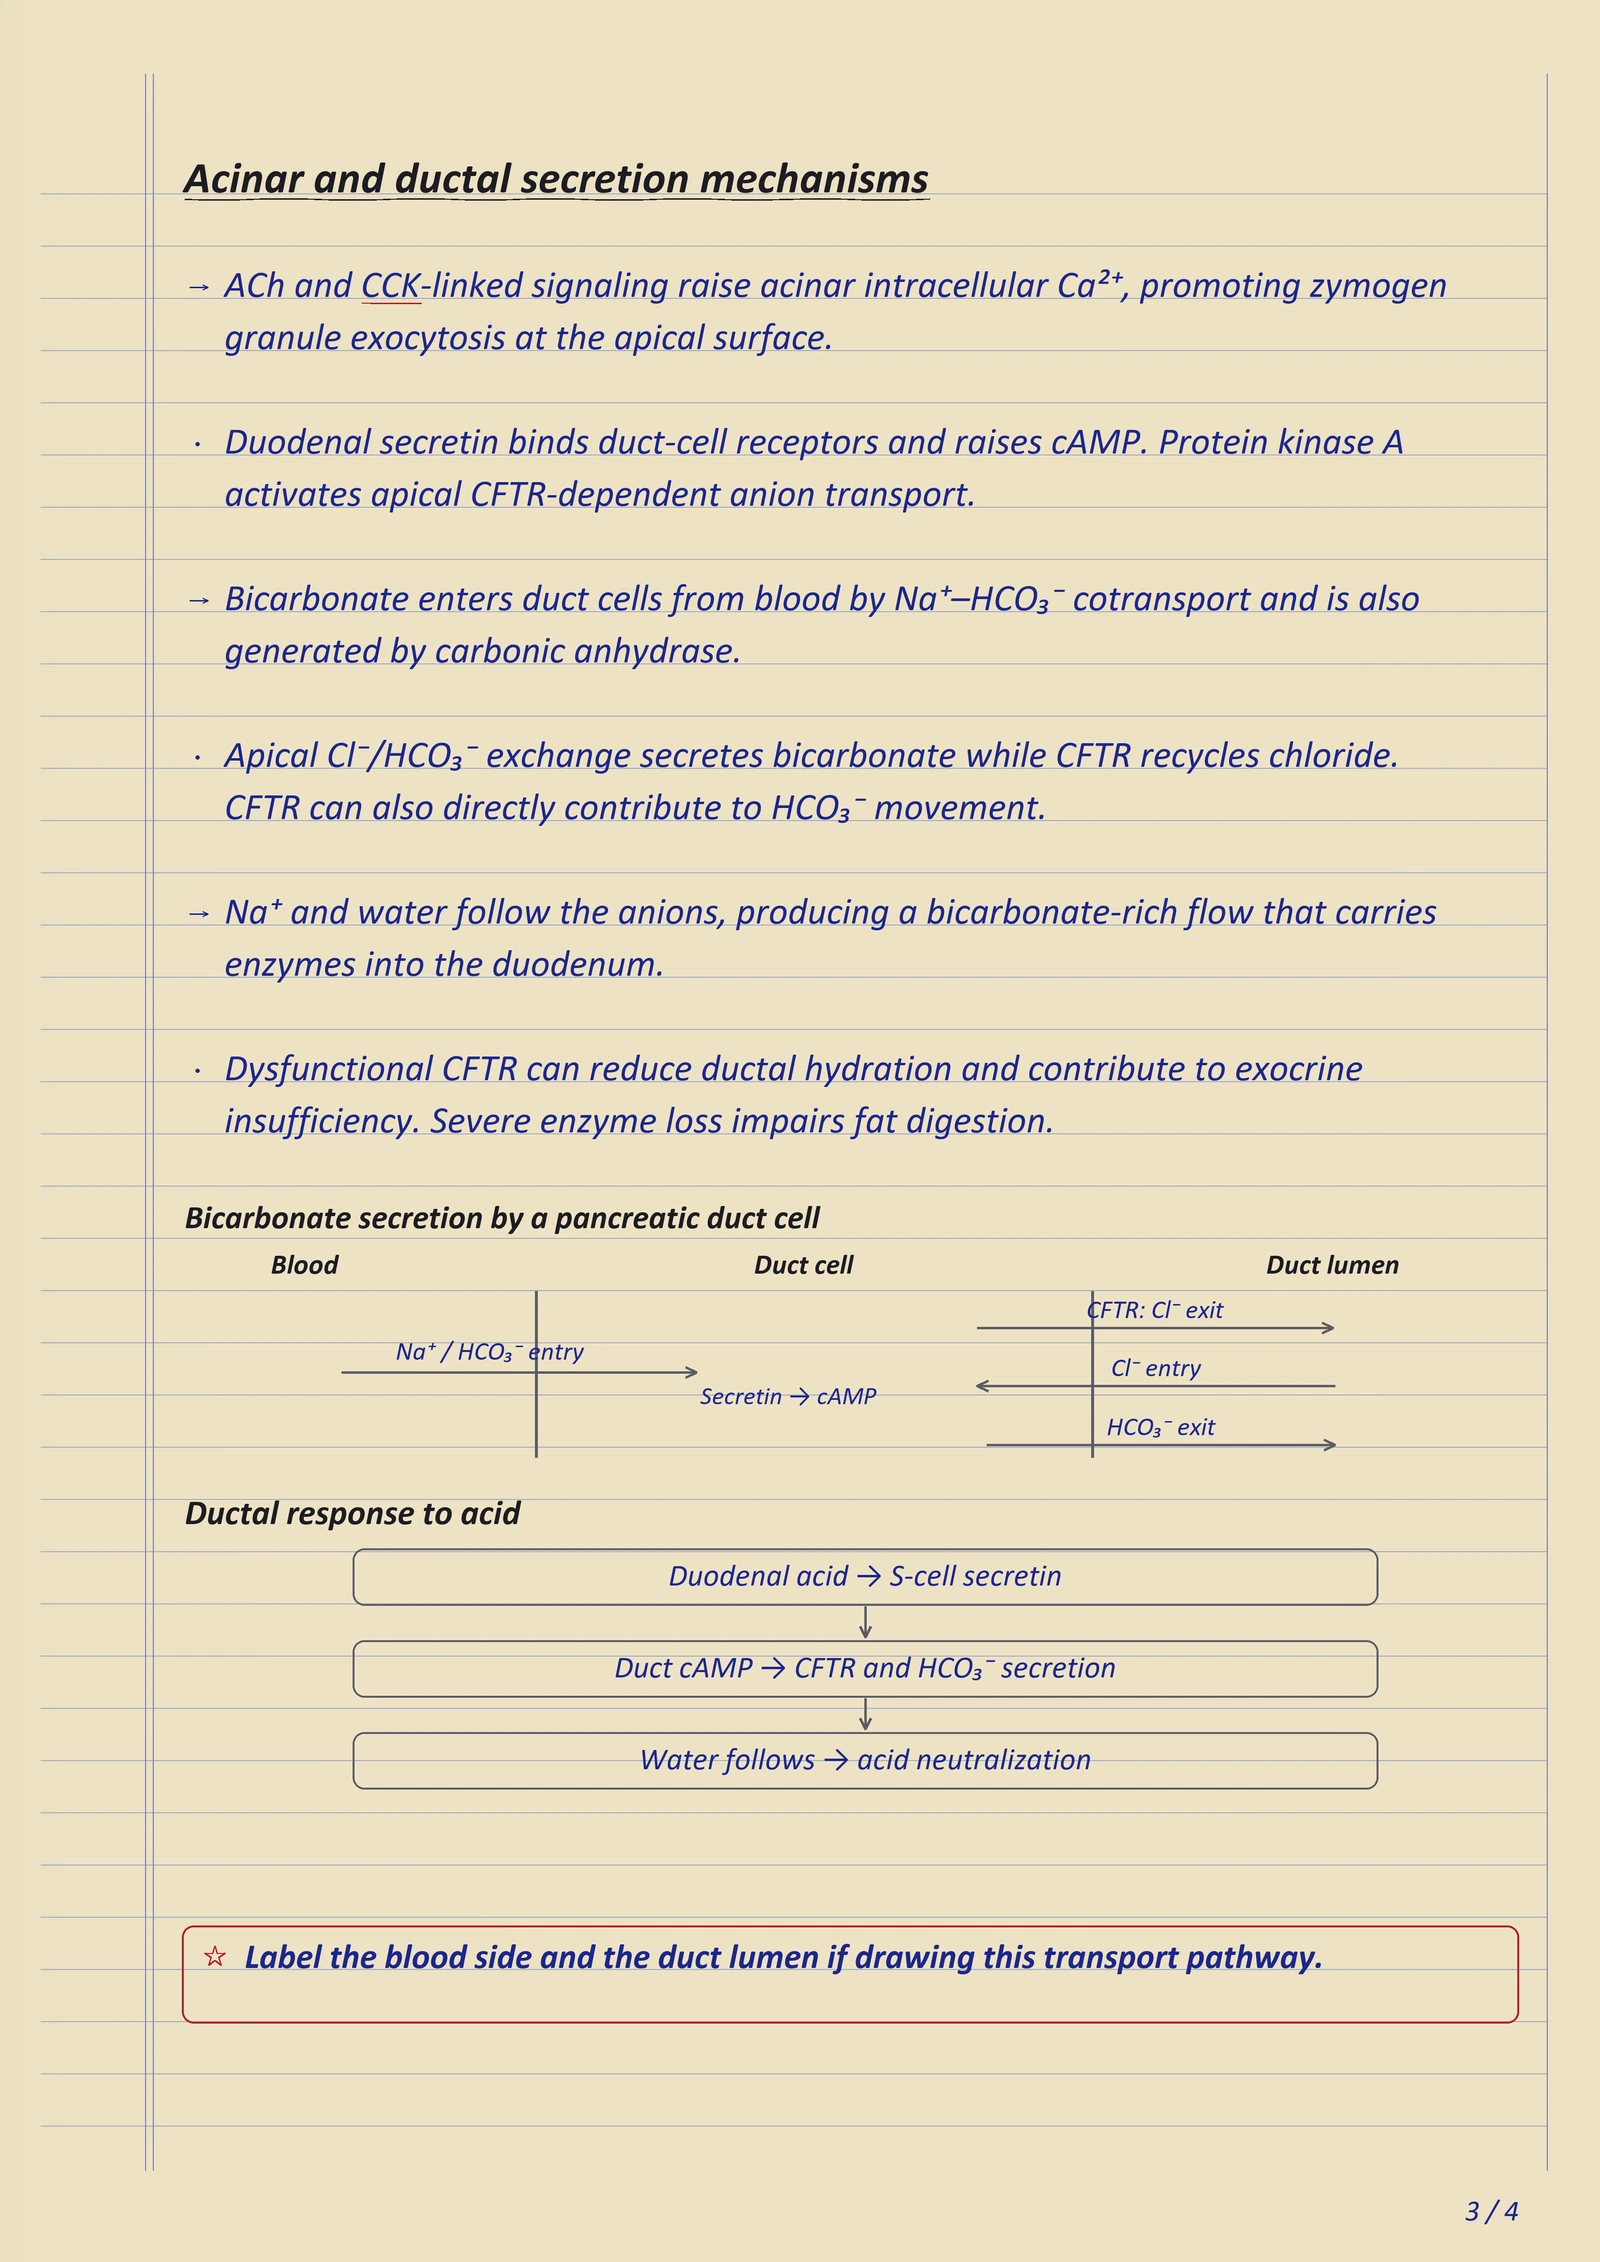 Acinar and ductal secretion mechanisms
→ ACh and CCK-linked signaling raise acinar intracellular Ca²⁺, promoting zymogen
granule exocytosis at the apical surface.
· Duodenal secretin binds duct-cell receptors and raises cAMP. Protein kinase A
activates apical CFTR-dependent anion transport.
→ Bicarbonate enters duct cells from blood by Na⁺–HCO₃⁻ cotransport and is also
generated by carbonic anhydrase.
· Apical Cl⁻/HCO₃⁻ exchange secretes bicarbonate while CFTR recycles chloride.
CFTR can also directly contribute to HCO₃⁻ movement.
→ Na⁺ and water follow the anions, producing a bicarbonate-rich flow that carries
enzymes into the duodenum.
· Dysfunctional CFTR can reduce ductal hydration and contribute to exocrine
insufficiency. Severe enzyme loss impairs fat digestion.
Bicarbonate secretion by a pancreatic duct cell
Blood Duct cell Duct lumen
CFTR: Cl⁻ exit
Na⁺ / HCO₃⁻ entry
Cl⁻ entry
Secretin → cAMP
HCO₃⁻ exit
Ductal response to acid
Duodenal acid → S-cell secretin
Duct cAMP → CFTR and HCO₃⁻ secretion
Water follows → acid neutralization
☆ Label the blood side and the duct lumen if drawing this transport pathway.
3 / 4